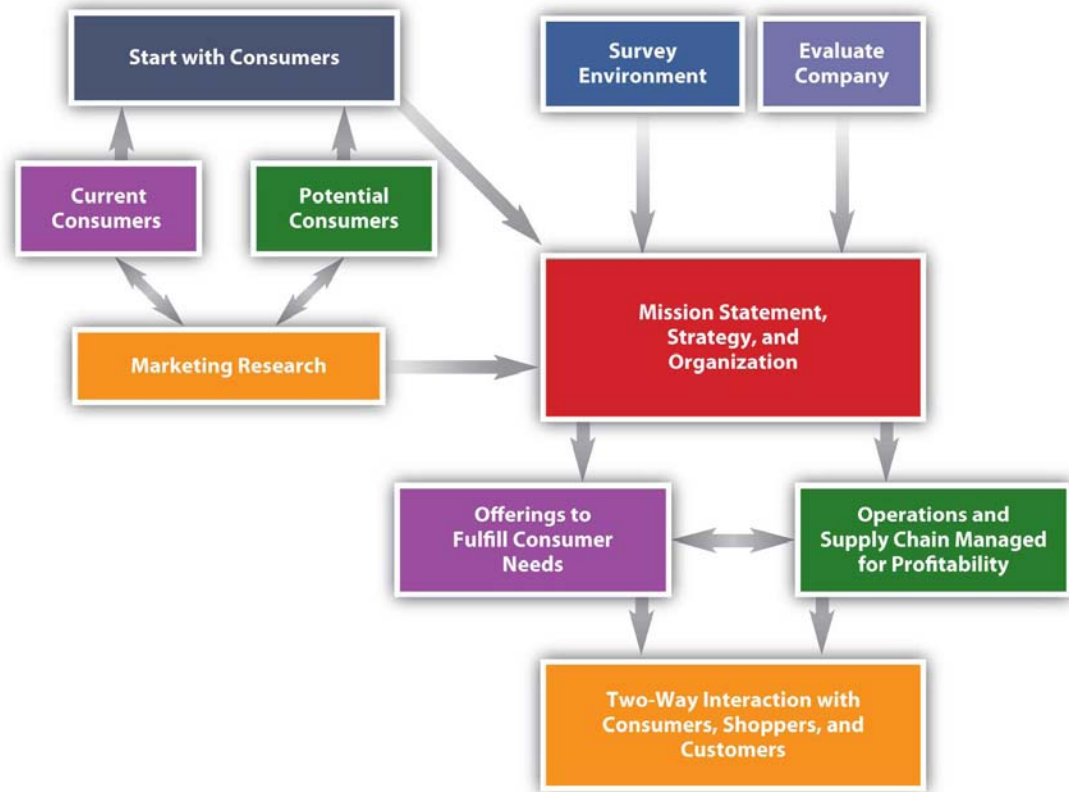 Start with Consumers
Survey
Environment
Evaluate
Company
Current
Consumers
Potential
Consumers
Marketing Research
Mission Statement,
Strategy, and
Organization
Offerings to
Fulfill Consumer
Needs
Operations and
Supply Chain Managed
for Profitability
Two-Way Interaction with
Consumers, Shoppers, and
Customers